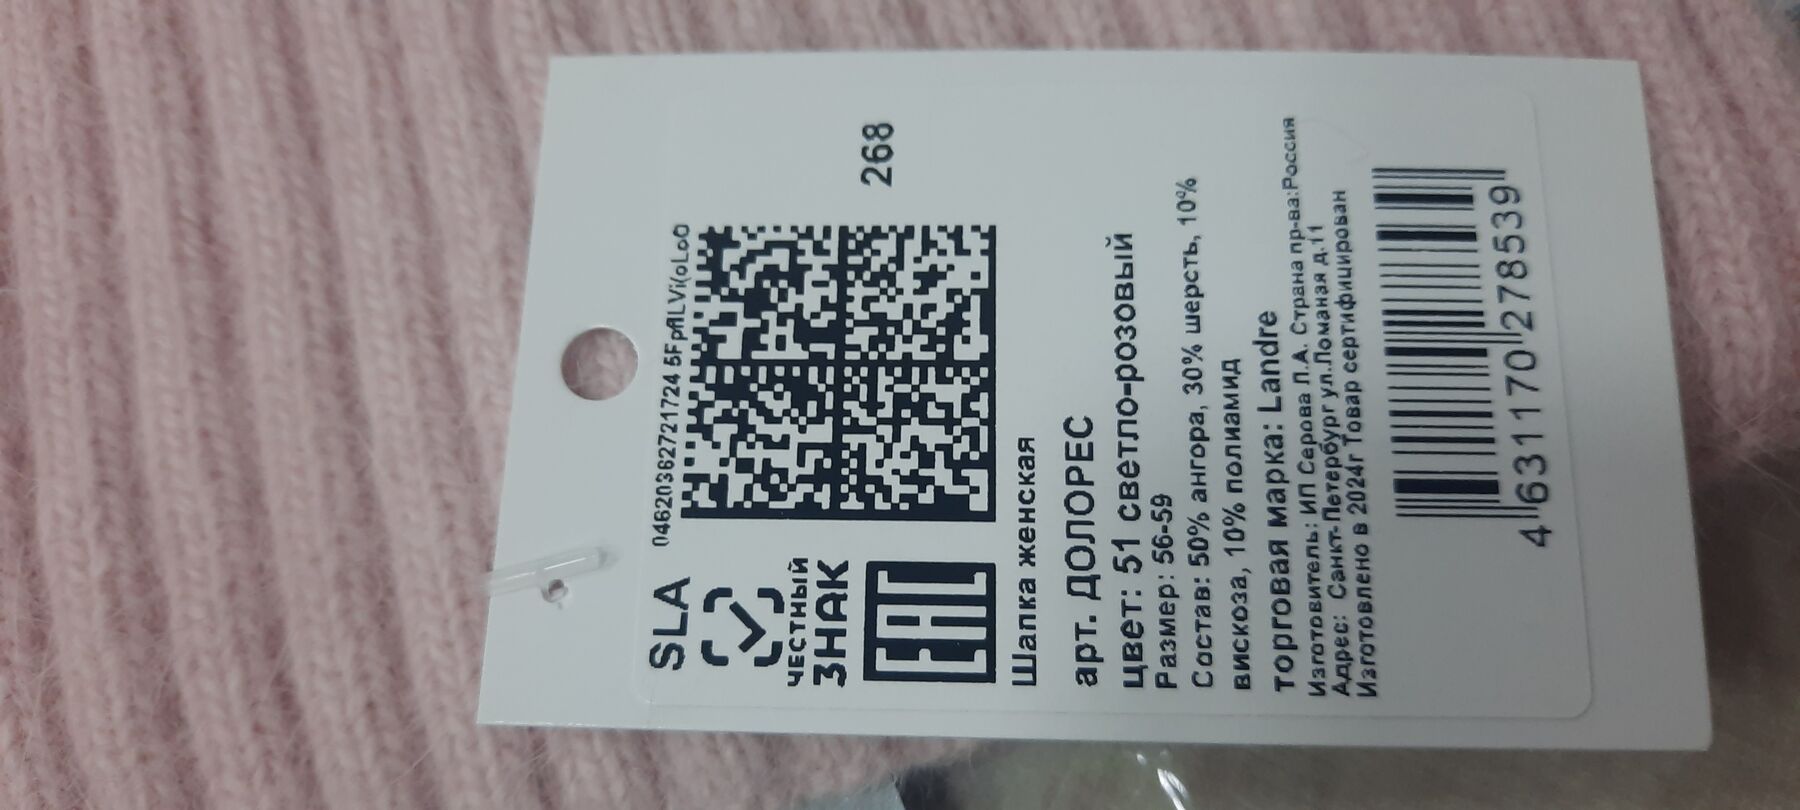 SLA
04620362721724 5FpflLVi(oLoO
ЧЕСТНЫЙ
ЗНАК
268
EAC
Шапка женская
арт. ДОЛОРЕС
цвет: 51 светло-розовый
Размер: 56-59
Состав: 50% ангора, 30% шерсть, 10%
вискоза, 10% полиамид
торговая марка: Landre
Изготовитель: ИП Серова Л.А. Страна пр-ва:Россия
Адрес: Санкт-Петербург ул.Ломаная д.11
Изготовлено в 2024г Товар сертифицирован
4 631170 278539